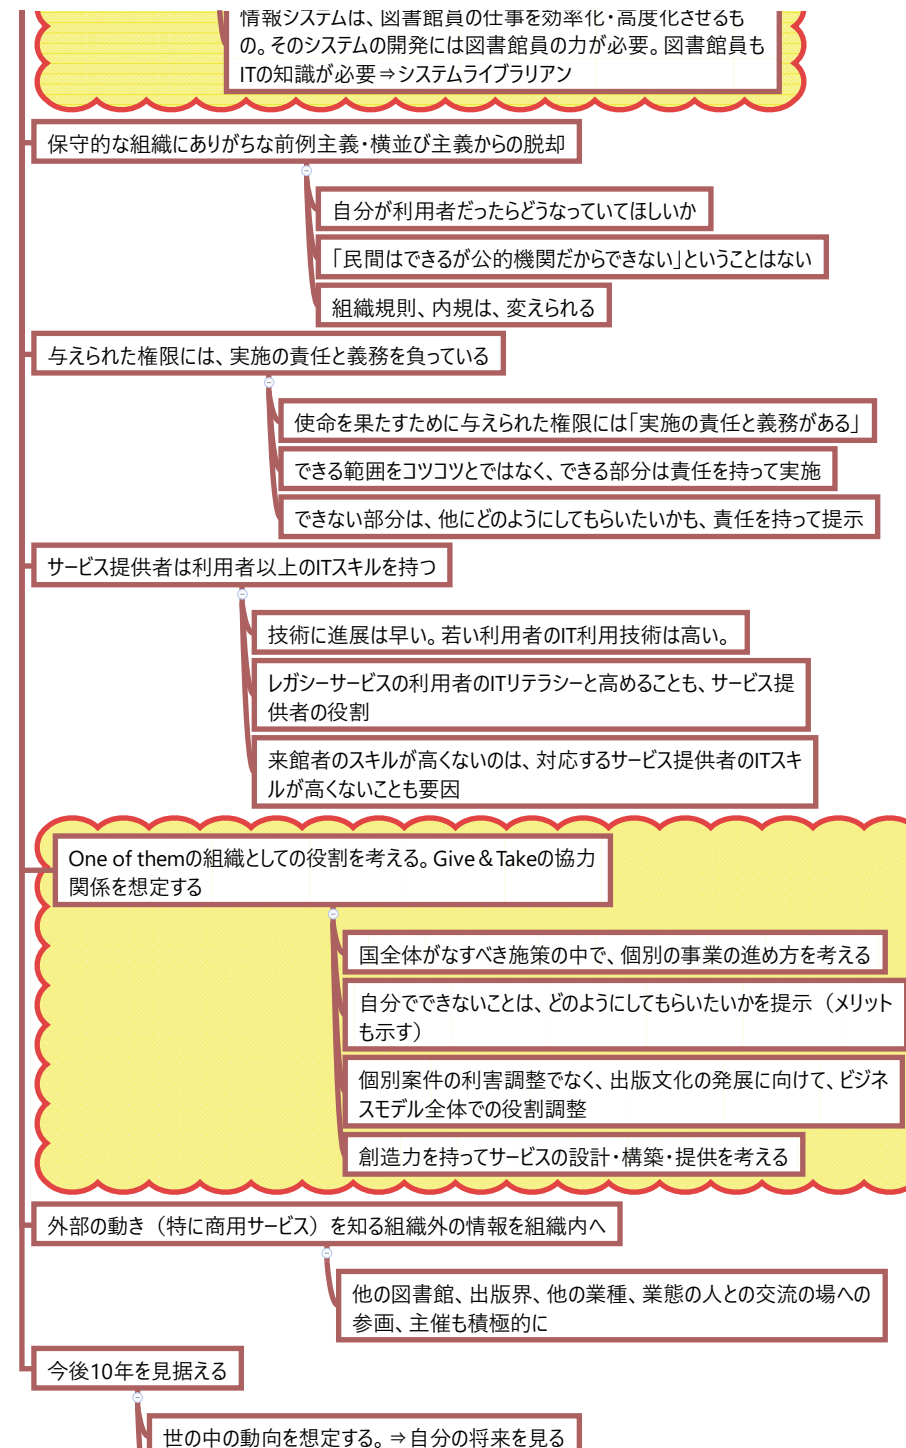 情報システムは、図書館員の仕事を効率化・高度化させるも
の。そのシステムの開発には図書館員の力が必要。図書館員も
ITの知識が必要⇒システムライブラリアン
保守的な組織にありがちな前例主義・横並び主義からの脱却
自分が利用者だったらどうなっていてほしいか
「民間はできるが公的機関だからできない」ということはない
組織規則、内規は、変えられる
与えられた権限には、実施の責任と義務を負っている
使命を果たすために与えられた権限には「実施の責任と義務がある」
できる範囲をコツコツとではなく、できる部分は責任を持って実施
できない部分は、他にどのようにしてもらいたいかも、責任を持って提示
サービス提供者は利用者以上のITスキルを持つ
技術に進展は早い。若い利用者のIT利用技術は高い。
レガシーサービスの利用者のITリテラシーと高めることも、サービス提
供者の役割
来館者のスキルが高くないのは、対応するサービス提供者のITスキ
ルが高くないことも要因
One of themの組織としての役割を考える。Give＆Takeの協力
関係を想定する
国全体がなすべき施策の中で、個別の事業の進め方を考える
自分でできないことは、どのようにしてもらいたいかを提示（メリット
も示す）
個別案件の利害調整でなく、出版文化の発展に向けて、ビジネ
スモデル全体での役割調整
創造力を持ってサービスの設計・構築・提供を考える
外部の動き（特に商用サービス）を知る組織外の情報を組織内へ
他の図書館、出版界、他の業種、業態の人との交流の場への
参画、主催も積極的に
今後10年を見据える
世の中の動向を想定する。⇒自分の将来を見る